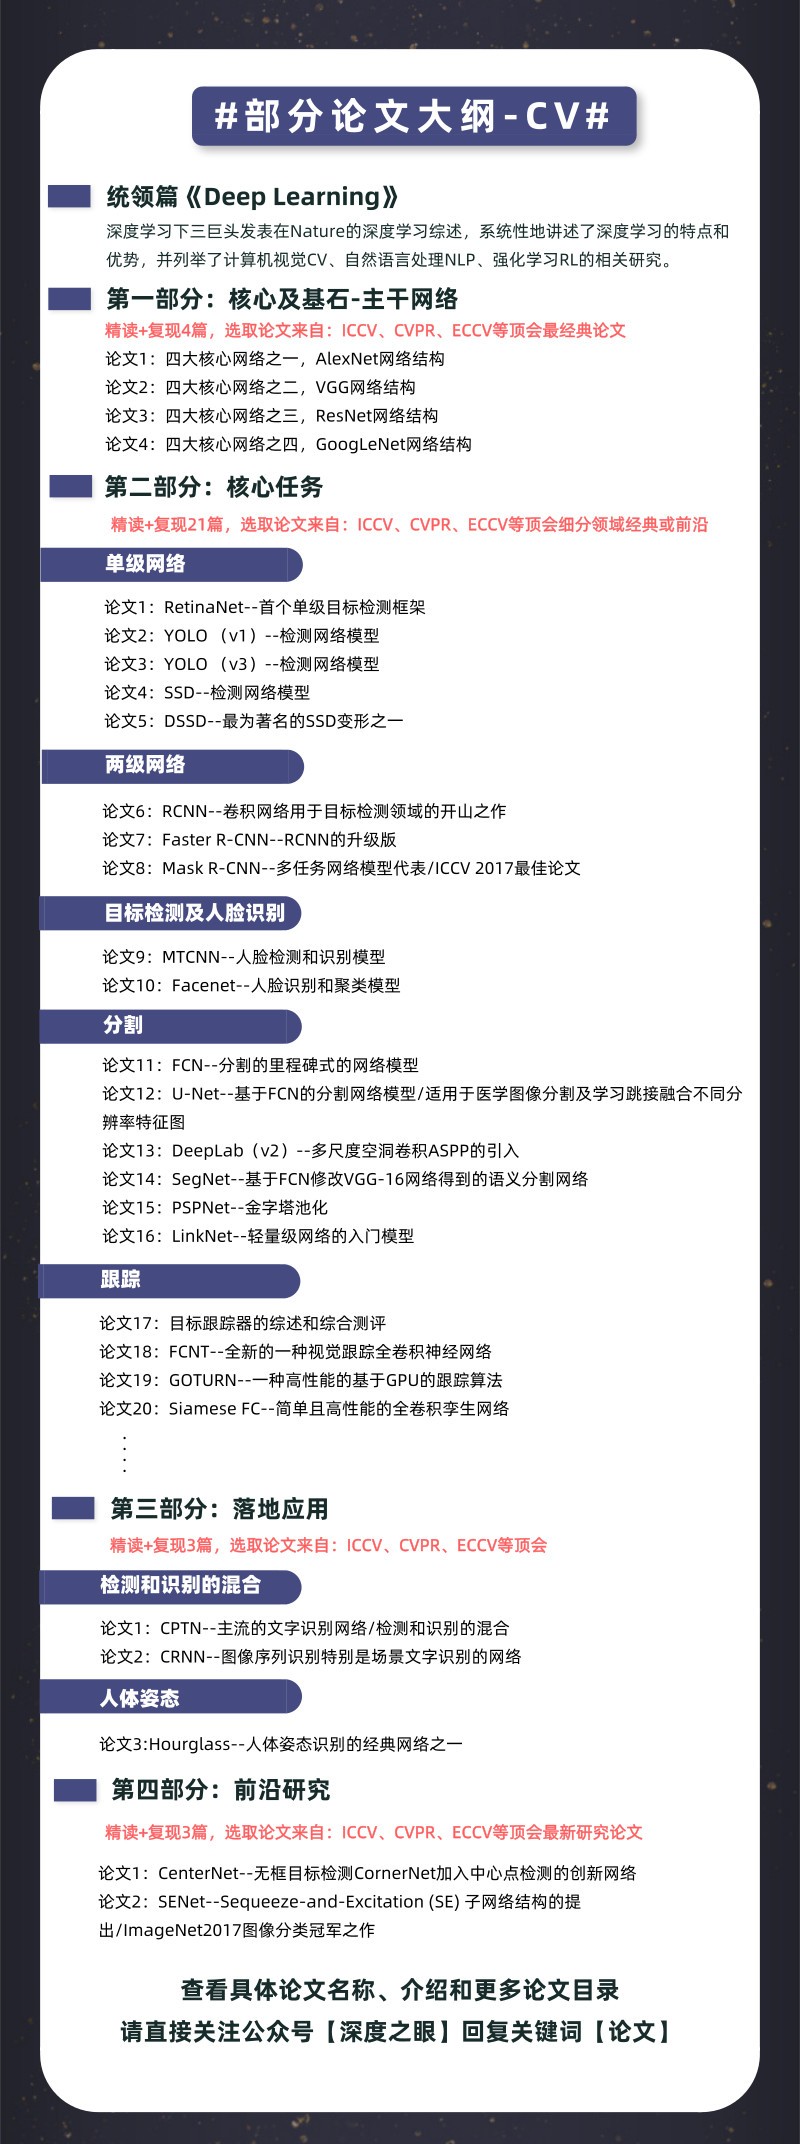 #部分论文大纲-CV#
统领篇《Deep Learning》
深度学习下三巨头发表在Nature的深度学习综述，系统性地讲述了深度学习的特点和
优势，并列举了计算机视觉CV、自然语言处理NLP、强化学习RL的相关研究。
第一部分：核心及基石-主干网络
精读+复现4篇，选取论文来自：ICCV、CVPR、ECCV等顶会最经典论文
论文1：四大核心网络之一，AlexNet网络结构
论文2：四大核心网络之二，VGG网络结构
论文3：四大核心网络之三，ResNet网络结构
论文4：四大核心网络之四，GoogLeNet网络结构
第二部分：核心任务
精读+复现21篇，选取论文来自：ICCV、CVPR、ECCV等顶会细分领域经典或前沿
单级网络
论文1：RetinaNet--首个单级目标检测框架
论文2：YOLO （v1）--检测网络模型
论文3：YOLO （v3）--检测网络模型
论文4：SSD--检测网络模型
论文5：DSSD--最为著名的SSD变形之一
两级网络
论文6：RCNN--卷积网络用于目标检测领域的开山之作
论文7：Faster R-CNN--RCNN的升级版
论文8：Mask R-CNN--多任务网络模型代表/ICCV 2017最佳论文
目标检测及人脸识别
论文9：MTCNN--人脸检测和识别模型
论文10：Facenet--人脸识别和聚类模型
分割
论文11：FCN--分割的里程碑式的网络模型
论文12：U-Net--基于FCN的分割网络模型/适用于医学图像分割及学习跳接融合不同分
辨率特征图
论文13：DeepLab（v2）--多尺度空洞卷积ASPP的引入
论文14：SegNet--基于FCN修改VGG-16网络得到的语义分割网络
论文15：PSPNet--金字塔池化
论文16：LinkNet--轻量级网络的入门模型
跟踪
论文17：目标跟踪器的综述和综合测评
论文18：FCNT--全新的一种视觉跟踪全卷积神经网络
论文19：GOTURN--一种高性能的基于GPU的跟踪算法
论文20：Siamese FC--简单且高性能的全卷积孪生网络
.
.
.
.
第三部分：落地应用
精读+复现3篇，选取论文来自：ICCV、CVPR、ECCV等顶会
检测和识别的混合
论文1：CPTN--主流的文字识别网络/检测和识别的混合
论文2：CRNN--图像序列识别特别是场景文字识别的网络
人体姿态
论文3:Hourglass--人体姿态识别的经典网络之一
第四部分：前沿研究
精读+复现3篇，选取论文来自：ICCV、CVPR、ECCV等顶会最新研究论文
论文1：CenterNet--无框目标检测CornerNet加入中心点检测的创新网络
论文2：SENet--Sequeeze-and-Excitation (SE) 子网络结构的提
出/ImageNet2017图像分类冠军之作
查看具体论文名称、介绍和更多论文目录
请直接关注公众号【深度之眼】回复关键词【论文】